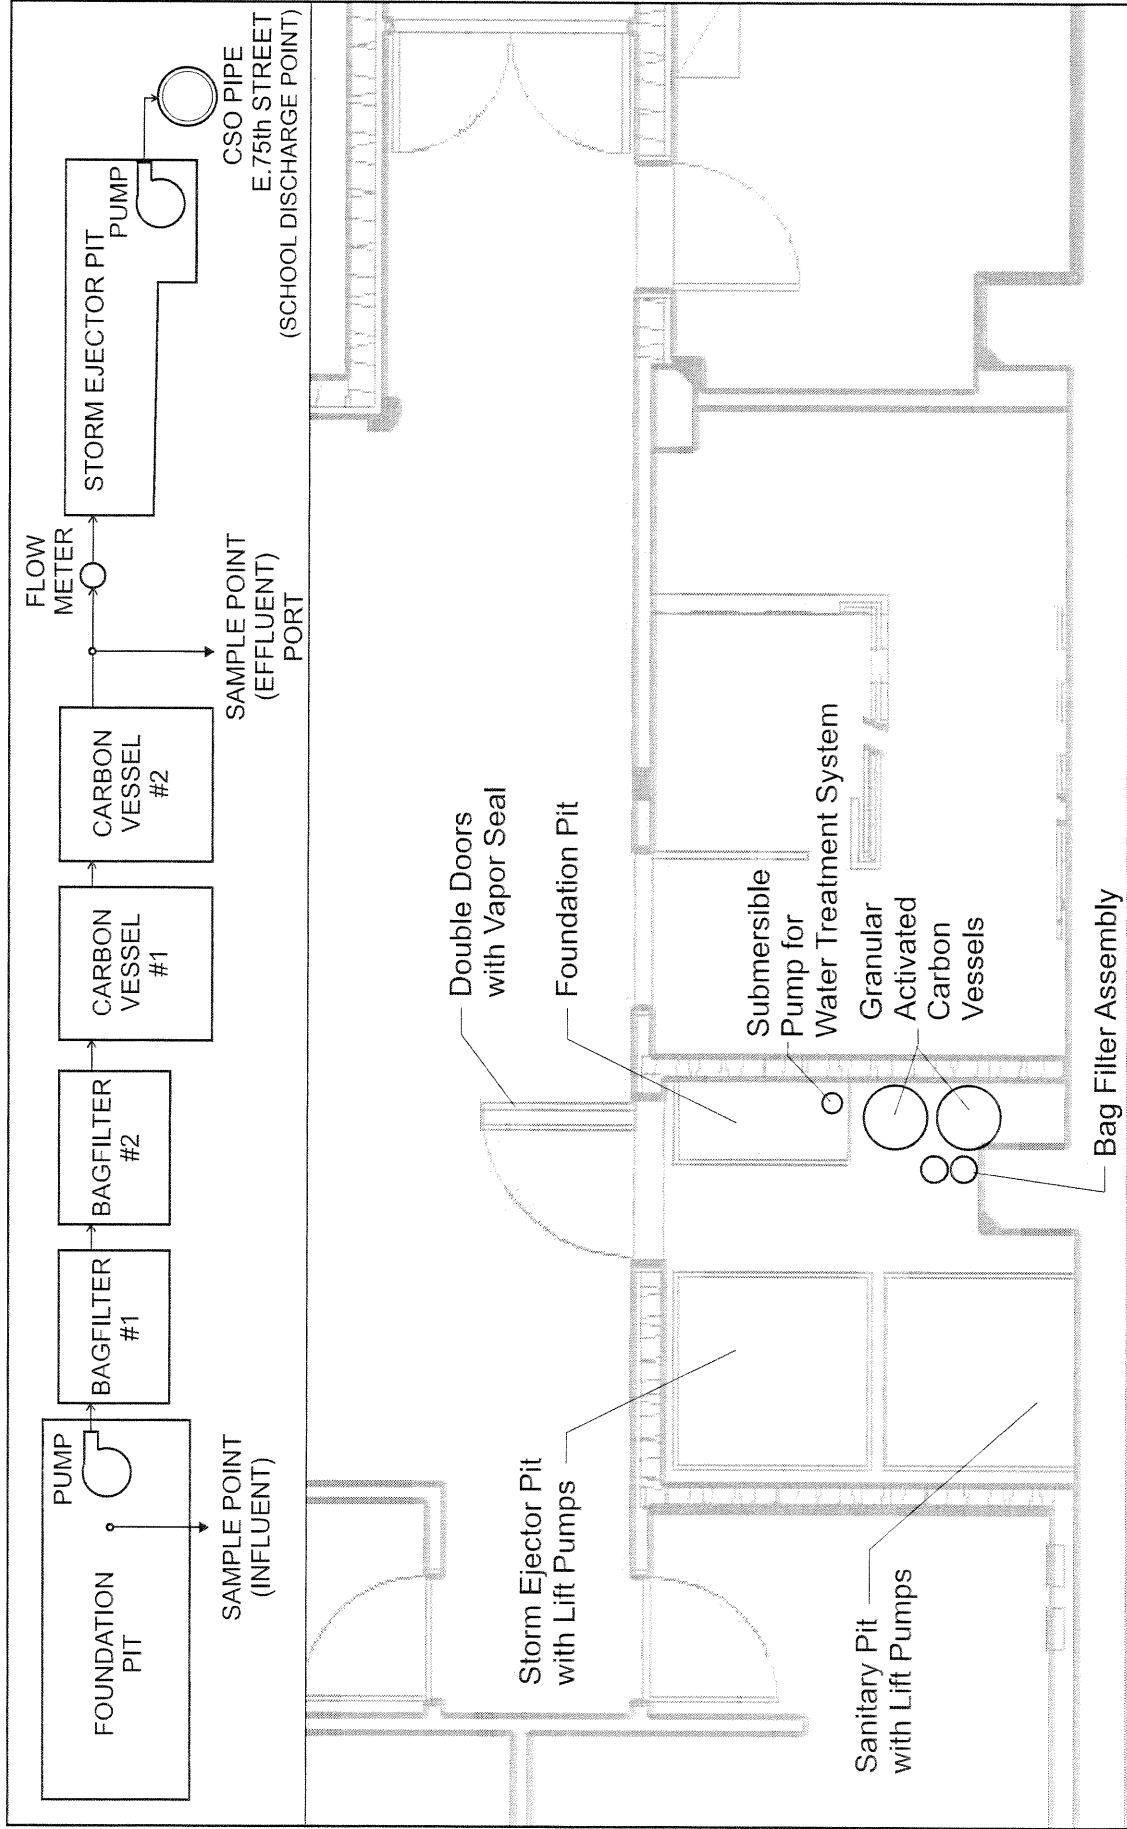 FOUNDATION
PIT
PUMP
SAMPLE POINT
(INFLUENT)
BAGFILTER
#1
BAGFILTER
#2
CARBON
VESSEL
#1
CARBON
VESSEL
#2
SAMPLE POINT
(EFFLUENT)
PORT
FLOW
METER
STORM EJECTOR PIT
PUMP
CSO PIPE
E.75th STREET
(SCHOOL DISCHARGE POINT)
Double Doors
with Vapor Seal
Foundation Pit
Storm Ejector Pit
with Lift Pumps
Submersible
Pump for
Water Treatment System
Granular
Activated
Carbon
Vessels
Sanitary Pit
with Lift Pumps
Bag Filter Assembly